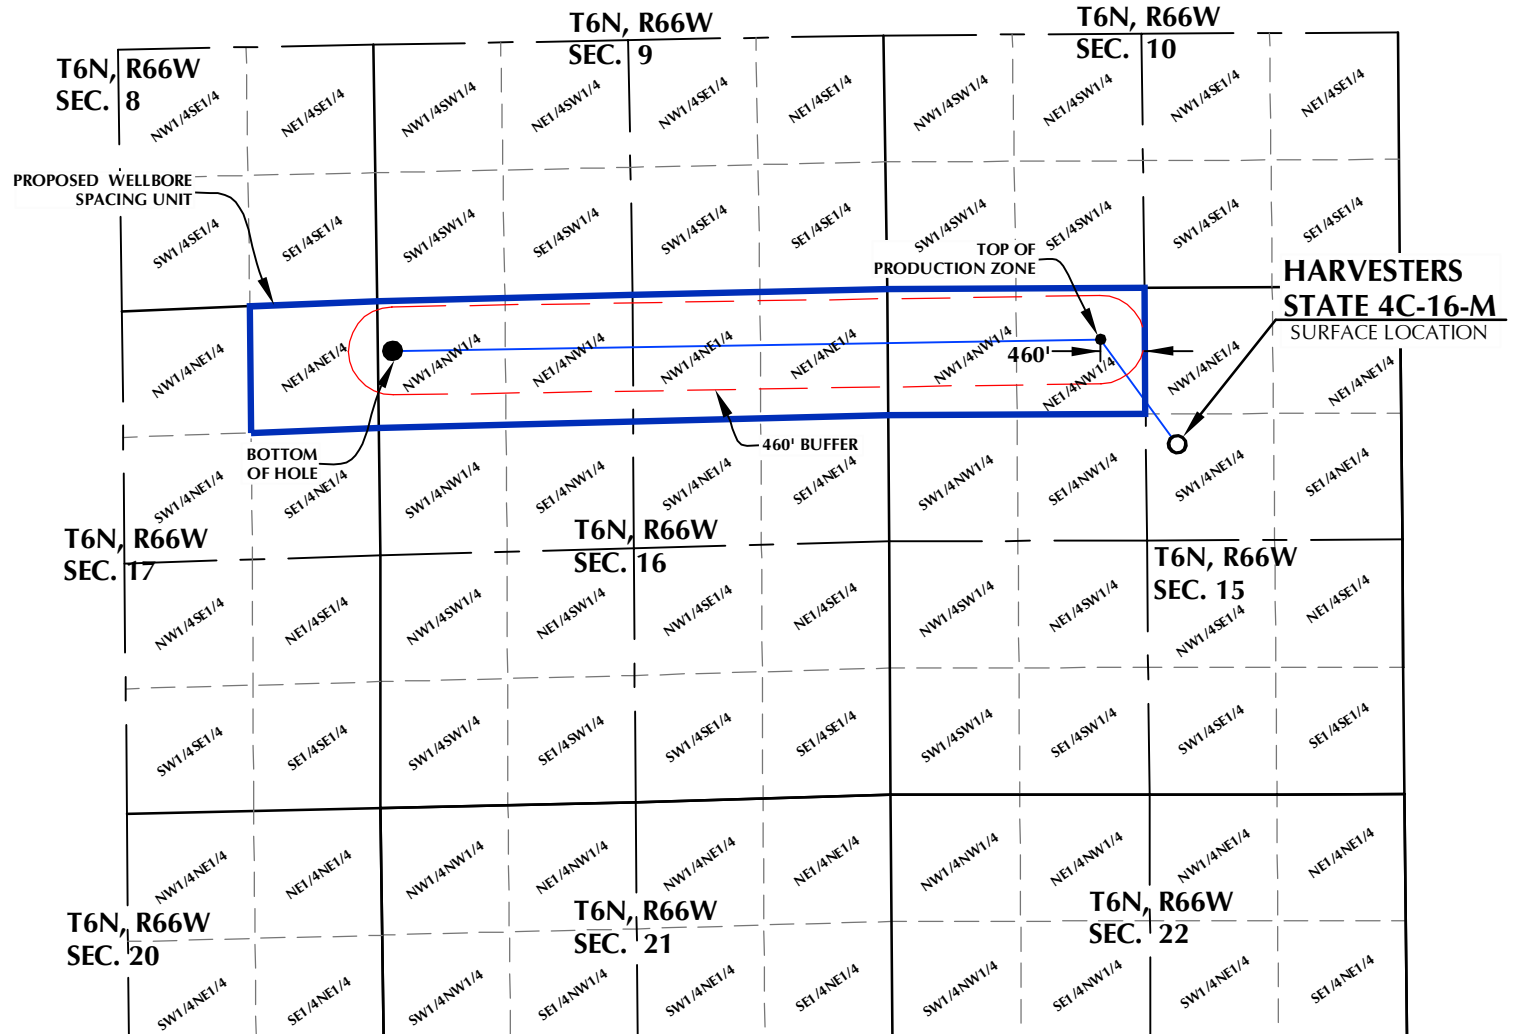 T6N, R66W
SEC. 9
T6N, R66W
SEC. 10
T6N, R66W
SEC. 8
NW1/4SE1/4
NE1/4SE1/4
NW1/4SW1/4
NE1/4SW1/4
NW1/4SE1/4
NE1/4SE1/4
NW1/4SW1/4
NE1/4SW1/4
NW1/4SE1/4
NE1/4SE1/4
PROPOSED WELLBORE
SPACING UNIT
SW1/4SE1/4
SE1/4SE1/4
SW1/4SW1/4
SE1/4SW1/4
SW1/4SE1/4
SE1/4SE1/4
SW1/4SW1/4
SE1/4SW1/4
SW1/4SE1/4
SE1/4SE1/4
TOP OF
PRODUCTION ZONE
HARVESTERS
STATE 4C-16-M
SURFACE LOCATION
NW1/4NE1/4
NE1/4NE1/4
NW1/4NW1/4
NE1/4NW1/4
NW1/4NE1/4
NE1/4NE1/4
NW1/4NW1/4
460'
NE1/4NW1/4
NW1/4NE1/4
NE1/4NE1/4
BOTTOM
OF HOLE
460' BUFFER
SW1/4NE1/4
SE1/4NE1/4
SW1/4NW1/4
SE1/4NW1/4
SW1/4NE1/4
SE1/4NE1/4
SW1/4NW1/4
SE1/4NW1/4
SW1/4NE1/4
SE1/4NE1/4
T6N, R66W
SEC. 17
T6N, R66W
SEC. 16
T6N, R66W
SEC. 15
NW1/4SE1/4
NE1/4SE1/4
NW1/4SW1/4
NE1/4SW1/4
NW1/4SE1/4
NE1/4SE1/4
NW1/4SW1/4
NE1/4SW1/4
NW1/4SE1/4
NE1/4SE1/4
SW1/4SE1/4
SE1/4SE1/4
SW1/4SW1/4
SE1/4SW1/4
SW1/4SE1/4
SE1/4SE1/4
SW1/4SW1/4
SE1/4SW1/4
SW1/4SE1/4
SE1/4SE1/4
NW1/4NE1/4
NE1/4NE1/4
NW1/4NW1/4
NE1/4NW1/4
NW1/4NE1/4
NE1/4NE1/4
NW1/4NW1/4
NE1/4NW1/4
NW1/4NE1/4
NE1/4NE1/4
T6N, R66W
SEC. 20
T6N, R66W
SEC. 21
T6N, R66W
SEC. 22
SW1/4NE1/4
SE1/4NE1/4
SW1/4NW1/4
SE1/4NW1/4
SW1/4NE1/4
SE1/4NE1/4
SW1/4NW1/4
SE1/4NW1/4
SW1/4NE1/4
SE1/4NE1/4